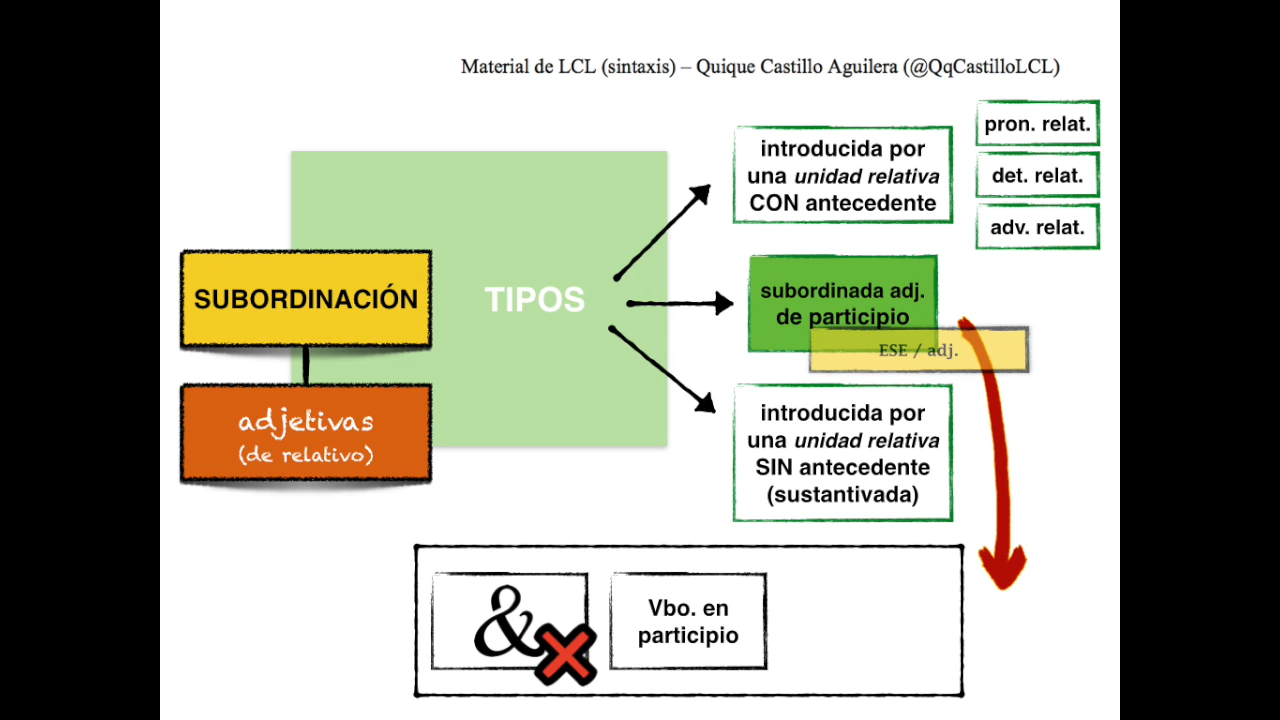 Material de LCL (sintaxis) – Quique Castillo Aguilera (@QqCastilloLCL)
SUBORDINACIÓN
adjetivas
(de relativo)
TIPOS
introducida por
una unidad relativa
CON antecedente
pron. relat.
det. relat.
adv. relat.
subordinada adj.
de participio
ESE / adj.
introducida por
una unidad relativa
SIN antecedente
(sustantivada)
&
Vbo. en
participio